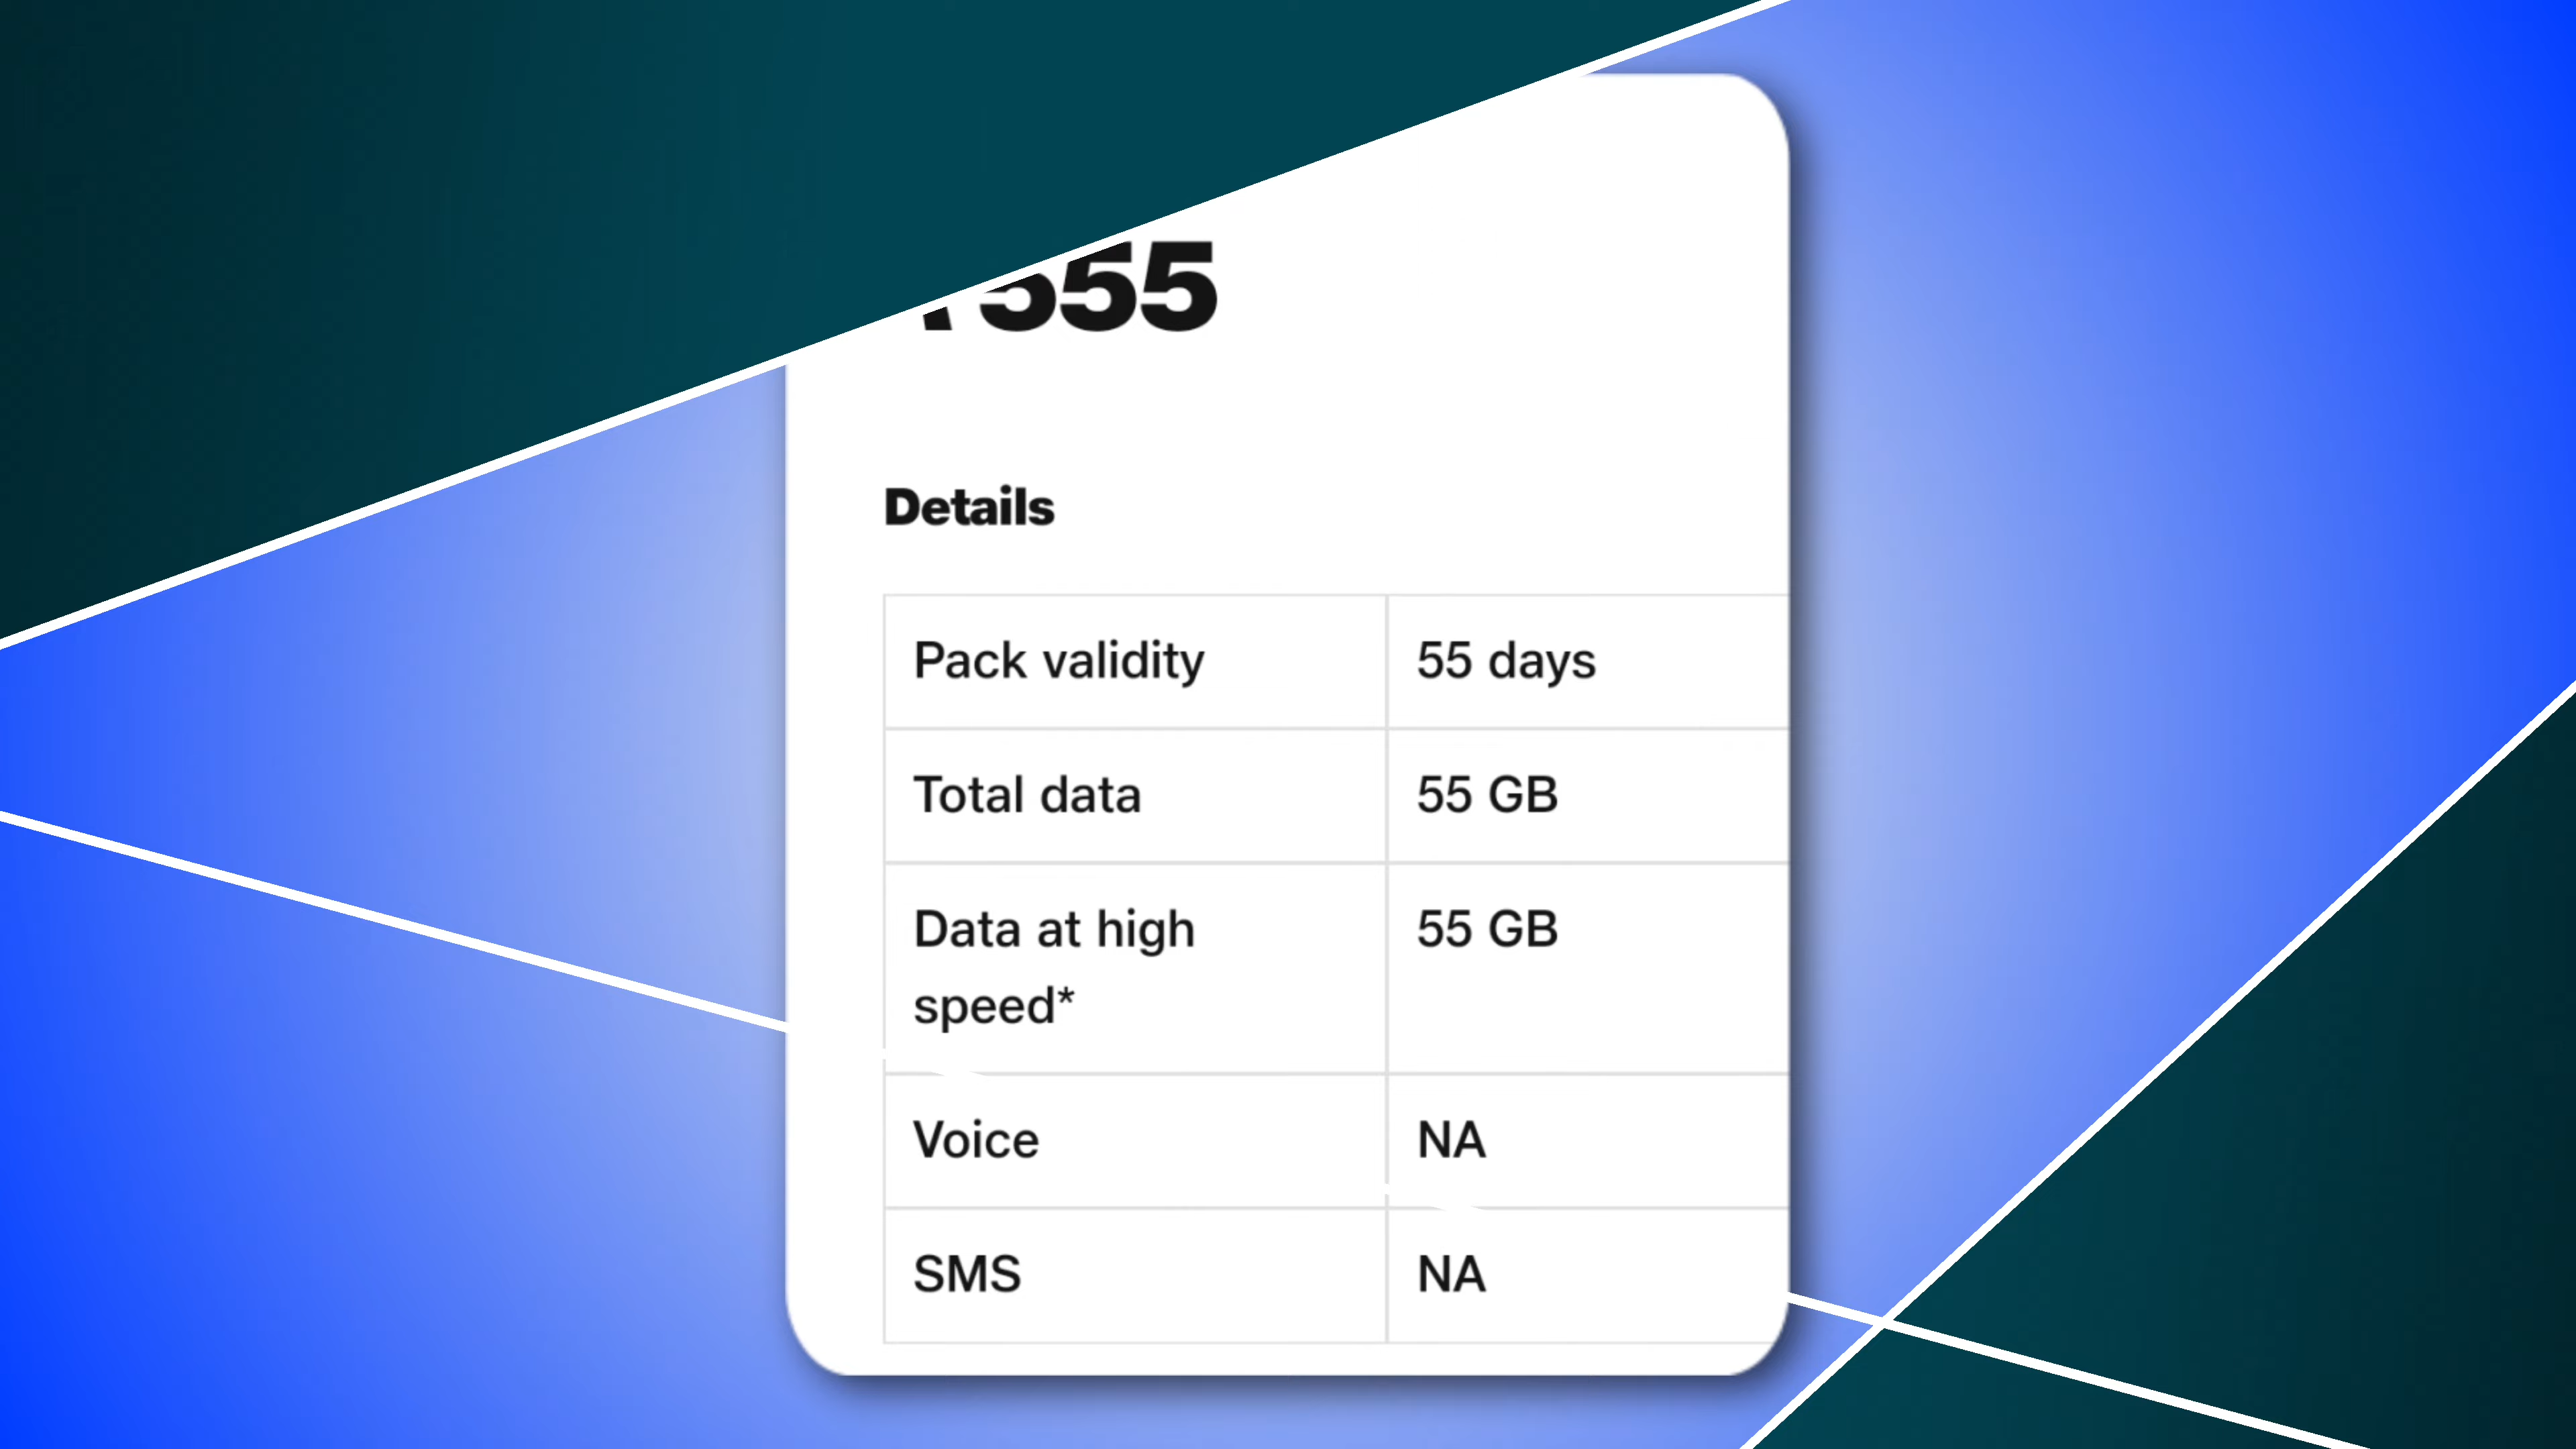 555
Details
Pack validity 55 days
Total data 55 GB
Data at high 55 GB
speed*
Voice NA
SMS NA